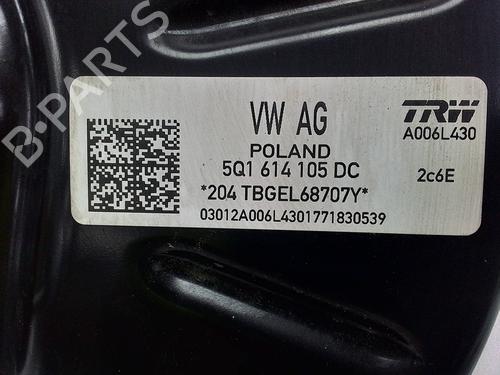 B-PARTS
VW AG
POLAND
5Q1 614 105 DC
*204 TBGEL68707Y*
03012A006L4301771830539
TRW
A006L430
2c6E